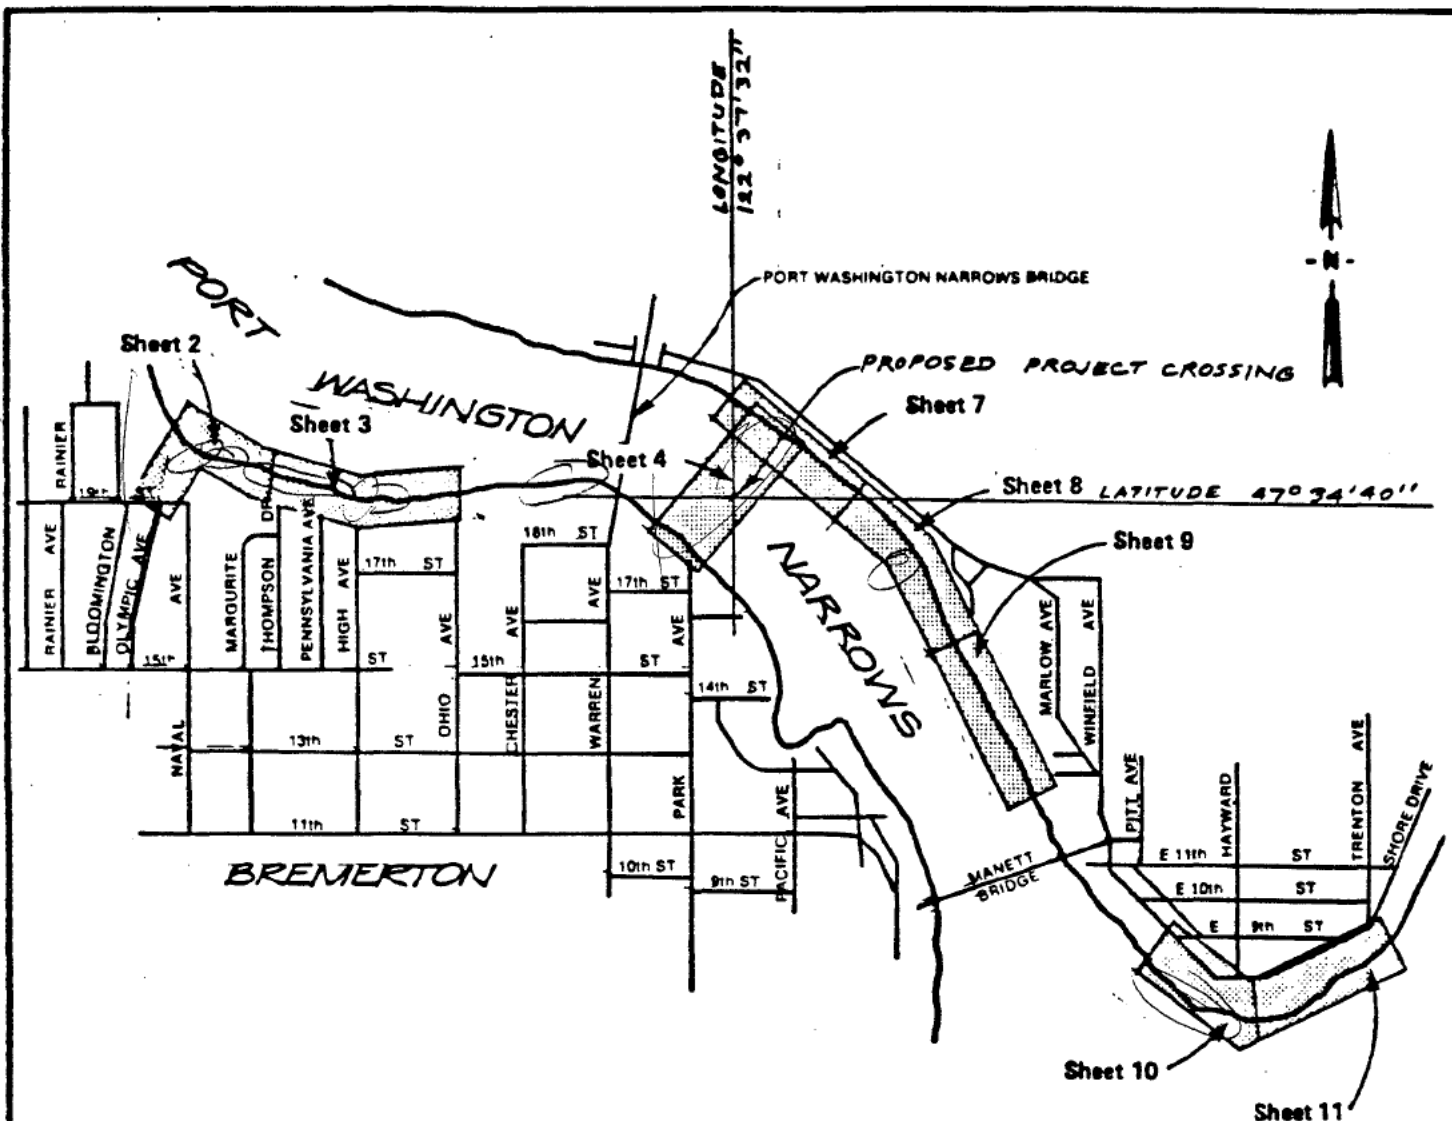 LONGITUDE
122° 37' 32"
- N -
PORT WASHINGTON NARROWS BRIDGE
PORT
WASHINGTON
NARROWS
PROPOSED PROJECT CROSSING
Sheet 2
Sheet 3
Sheet 4
Sheet 7
Sheet 8
LATITUDE 47° 34' 40"
Sheet 9
RAINIER
19th
RAINIER AVE
BLOOMINGTON
OLYMPIC AVE
NAVAL AVE
MARGURITE
THOMPSON DR
PENNSYLVANIA AVE
HIGH AVE
17th ST
OHIO AVE
CHESTER AVE
18th ST
WARREN AVE
17th ST
PARK AVE
15th ST
15th ST
14th ST
13th ST
11th ST
10th ST
9th ST
PACIFIC AVE
BREMERTON
MANETT
BRIDGE
MARLOW AVE
WINFIELD AVE
PITT AVE
HAYWARD
TRENTON AVE
SHORE DRIVE
E 11th ST
E 10th ST
E 9th ST
Sheet 10
Sheet 11